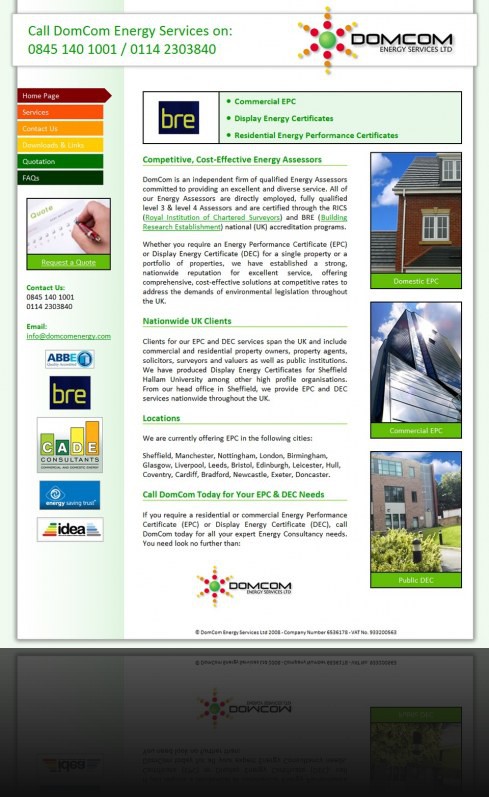 Call DomCom Energy Services on:
0845 140 1001 / 0114 2303840
DOMCOM
ENERGY SERVICES LTD
Home Page
Services
Contact Us
Downloads & Links
Quotation
FAQs
QUOTE
Request a Quote
Contact Us:
0845 140 1001
0114 2303840
Email:
info@domcomenergy.com
ABBE
bre
CADE
CONSULTANTS
COMMERCIAL AND DOMESTIC ENERGY
energy saving trust
idea
bre
• Commercial EPC
• Display Energy Certificates
• Residential Energy Performance Certificates
Competitive, Cost-Effective Energy Assessors
DomCom is an independent firm of qualified Energy Assessors
committed to providing an excellent and diverse service. All of
our Energy Assessors are directly employed, fully qualified
level 3 & level 4 Assessors and are certified through the RICS
(Royal Institution of Chartered Surveyors) and BRE (Building
Research Establishment) national (UK) accreditation programs.
Whether you require an Energy Performance Certificate (EPC)
or Display Energy Certificate (DEC) for a single property or a
portfolio of properties, we have established a strong,
nationwide reputation for excellent service, offering
comprehensive, cost-effective solutions at competitive rates to
address the demands of environmental legislation throughout
the UK.
Nationwide UK Clients
Clients for our EPC and DEC services span the UK and include
commercial and residential property owners, property agents,
solicitors, surveyors and valuers as well as public institutions.
We have produced Display Energy Certificates for Sheffield
Hallam University among other high profile organisations.
From our head office in Sheffield, we provide EPC and DEC
services nationwide throughout the UK.
Locations
We are currently offering EPC in the following cities:
Sheffield, Manchester, Nottingham, London, Birmingham,
Glasgow, Liverpool, Leeds, Bristol, Edinburgh, Leicester, Hull,
Coventry, Cardiff, Bradford, Newcastle, Exeter, Doncaster.
Call DomCom Today for Your EPC & DEC Needs
If you require a residential or commercial Energy Performance
Certificate (EPC) or Display Energy Certificate (DEC), call
DomCom today for all your expert Energy Consultancy needs.
You need look no further than:
DOMCOM
ENERGY SERVICES LTD
Domestic EPC
Commercial EPC
Public DEC
© DomCom Energy Services Ltd 2008 - Company Number 6936178 - VAT No. 933200563